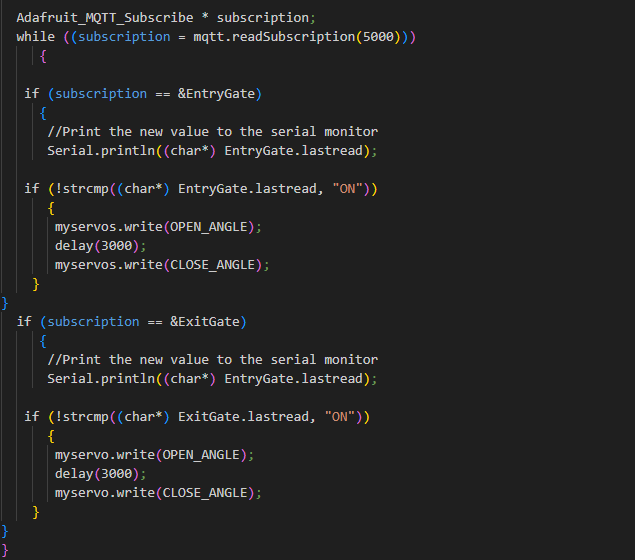 Adafruit_MQTT_Subscribe * subscription;
while ((subscription = mqtt.readSubscription(5000)))
{
if (subscription == &EntryGate)
{
//Print the new value to the serial monitor
Serial.println((char*) EntryGate.lastread);
if (!strcmp((char*) EntryGate.lastread, "ON"))
{
myservos.write(OPEN_ANGLE);
delay(3000);
myservos.write(CLOSE_ANGLE);
}
}
if (subscription == &ExitGate)
{
//Print the new value to the serial monitor
Serial.println((char*) EntryGate.lastread);
if (!strcmp((char*) ExitGate.lastread, "ON"))
{
myservo.write(OPEN_ANGLE);
delay(3000);
myservo.write(CLOSE_ANGLE);
}
}
}